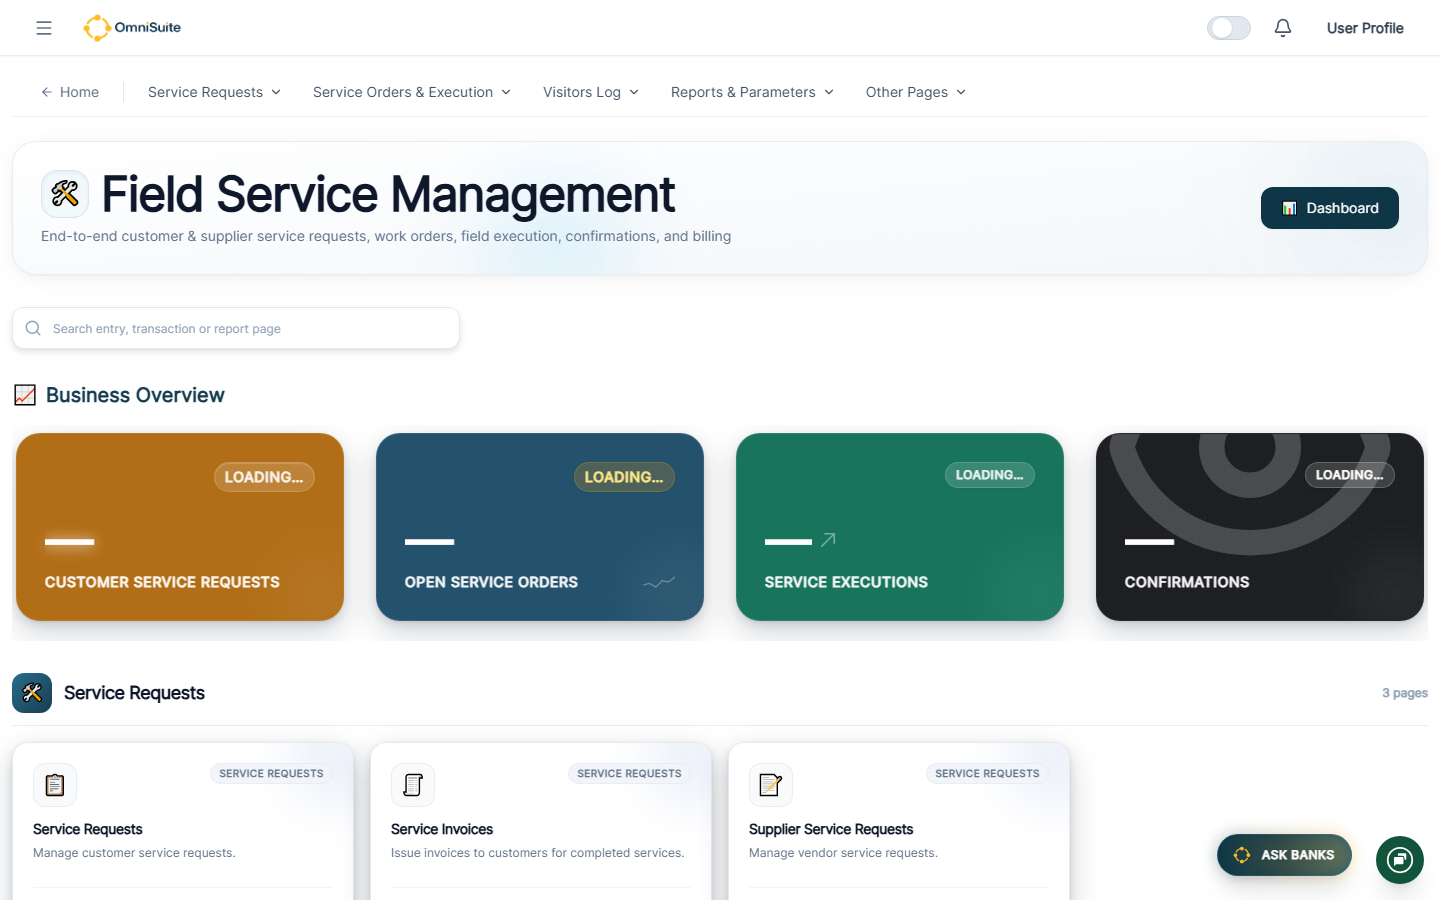 OmniSuite
User Profile
Home
Service Requests
Service Orders & Execution
Visitors Log
Reports & Parameters
Other Pages
Field Service Management
End-to-end customer & supplier service requests, work orders, field execution, confirmations, and billing
Dashboard
Search entry, transaction or report page
Business Overview
LOADING...
CUSTOMER SERVICE REQUESTS
LOADING...
OPEN SERVICE ORDERS
LOADING...
SERVICE EXECUTIONS
LOADING...
CONFIRMATIONS
Service Requests
3 pages
SERVICE REQUESTS
Service Requests
Manage customer service requests.
SERVICE REQUESTS
Service Invoices
Issue invoices to customers for completed services.
SERVICE REQUESTS
Supplier Service Requests
Manage vendor service requests.
ASK BANKS